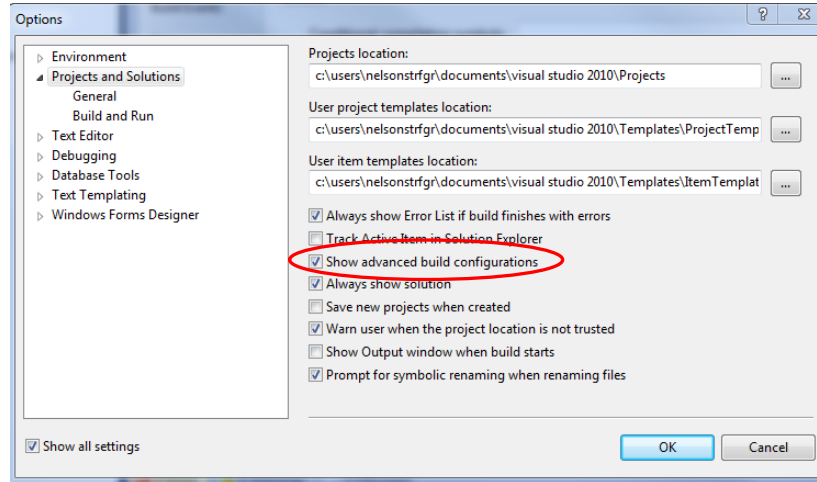 Options
Environment
Projects and Solutions
General
Build and Run
Text Editor
Debugging
Database Tools
Text Templating
Windows Forms Designer
Projects location:
c:\users\nelsonstrfgr\documents\visual studio 2010\Projects
...
User project templates location:
c:\users\nelsonstrfgr\documents\visual studio 2010\Templates\ProjectTemp
...
User item templates location:
c:\users\nelsonstrfgr\documents\visual studio 2010\Templates\ItemTemplat
...
Always show Error List if build finishes with errors
Track Active Item in Solution Explorer
Show advanced build configurations
Always show solution
Save new projects when created
Warn user when the project location is not trusted
Show Output window when build starts
Prompt for symbolic renaming when renaming files
Show all settings
OK
Cancel